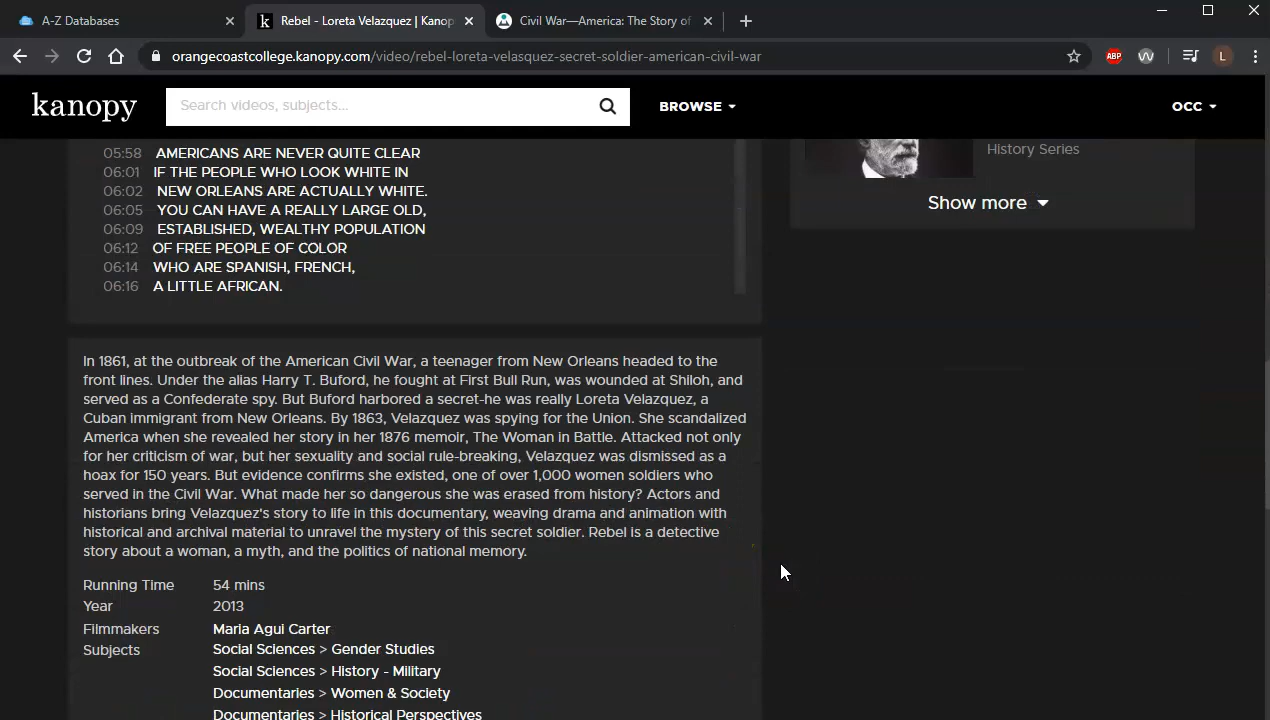 A-Z Databases
Rebel - Loreta Velazquez | Kanop
Civil War—America: The Story of
orangecoastcollege.kanopy.com/video/rebel-loreta-velasquez-secret-soldier-american-civil-war
ABP
L
kanopy
Search videos, subjects...
BROWSE
OCC
05:58 AMERICANS ARE NEVER QUITE CLEAR
06:01 IF THE PEOPLE WHO LOOK WHITE IN
06:02 NEW ORLEANS ARE ACTUALLY WHITE.
06:05 YOU CAN HAVE A REALLY LARGE OLD,
06:09 ESTABLISHED, WEALTHY POPULATION
06:12 OF FREE PEOPLE OF COLOR
06:14 WHO ARE SPANISH, FRENCH,
06:16 A LITTLE AFRICAN.
History Series
Show more
In 1861, at the outbreak of the American Civil War, a teenager from New Orleans headed to the
front lines. Under the alias Harry T. Buford, he fought at First Bull Run, was wounded at Shiloh, and
served as a Confederate spy. But Buford harbored a secret-he was really Loreta Velazquez, a
Cuban immigrant from New Orleans. By 1863, Velazquez was spying for the Union. She scandalized
America when she revealed her story in her 1876 memoir, The Woman in Battle. Attacked not only
for her criticism of war, but her sexuality and social rule-breaking, Velazquez was dismissed as a
hoax for 150 years. But evidence confirms she existed, one of over 1,000 women soldiers who
served in the Civil War. What made her so dangerous she was erased from history? Actors and
historians bring Velazquez's story to life in this documentary, weaving drama and animation with
historical and archival material to unravel the mystery of this secret soldier. Rebel is a detective
story about a woman, a myth, and the politics of national memory.
Running Time 54 mins
Year 2013
Filmmakers Maria Agui Carter
Subjects Social Sciences > Gender Studies
Social Sciences > History - Military
Documentaries > Women & Society
Documentaries > Historical Perspectives